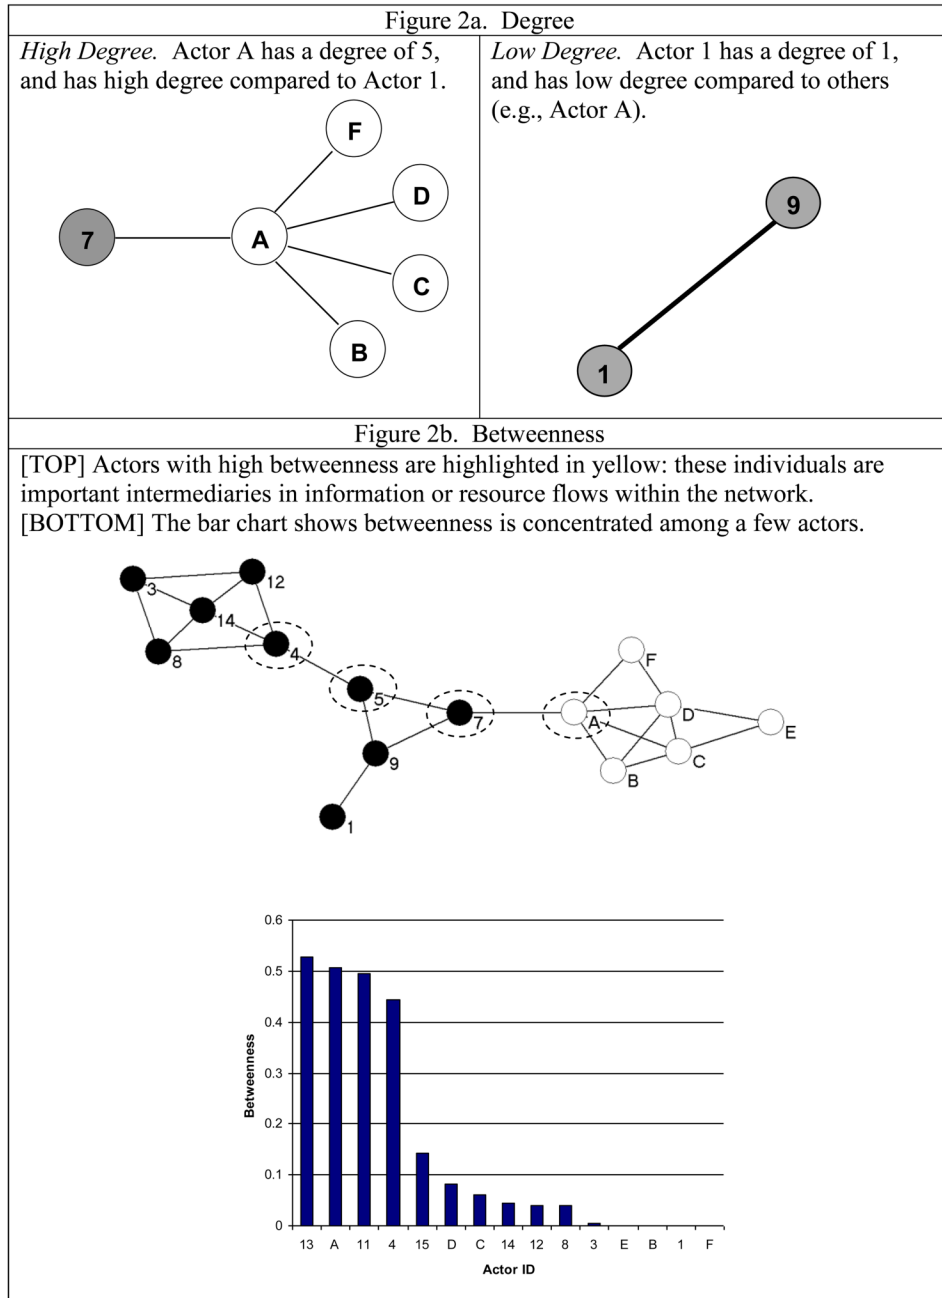 Figure 2a.  Degree
High Degree.  Actor A has a degree of 5,
and has high degree compared to Actor 1.
F
D
7
A
C
B
Low Degree.  Actor 1 has a degree of 1,
and has low degree compared to others
(e.g., Actor A).
9
1
Figure 2b.  Betweenness
[TOP] Actors with high betweenness are highlighted in yellow: these individuals are
important intermediaries in information or resource flows within the network.
[BOTTOM] The bar chart shows betweenness is concentrated among a few actors.
3
12
14
4
8
5
7
9
1
F
A
D
E
C
B
0.6
0.5
0.4
0.3
0.2
0.1
0
Betweenness
13 A 11 4 15 D C 14 12 8 3 E B 1 F
Actor ID